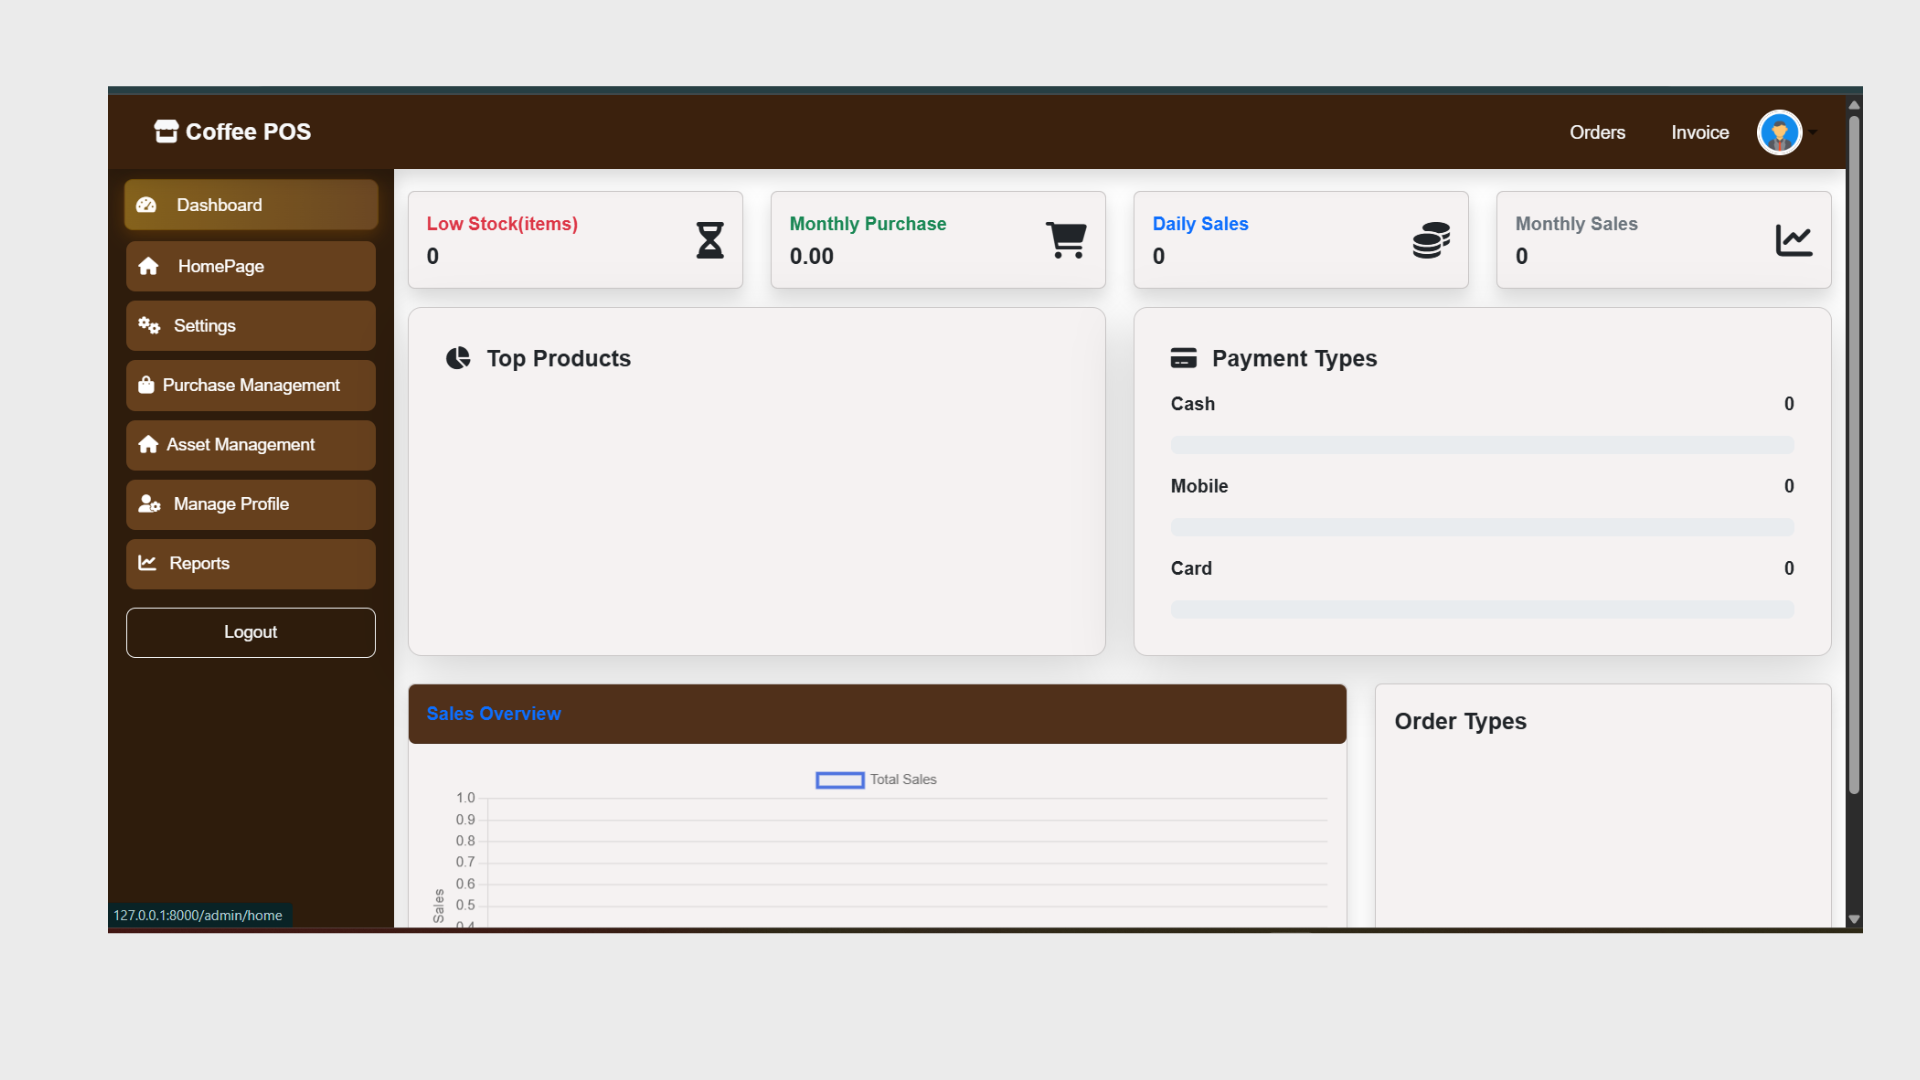 Coffee POS
Orders
Invoice
Dashboard
HomePage
Settings
Purchase Management
Asset Management
Manage Profile
Reports
Logout
Low Stock(items)
0
Monthly Purchase
0.00
Daily Sales
0
Monthly Sales
0
Top Products
Payment Types
Cash 0
Mobile 0
Card 0
Sales Overview
Total Sales
1.0
0.9
0.8
0.7
0.6
0.5
0.4
Sales
Order Types
127.0.0.1:8000/admin/home